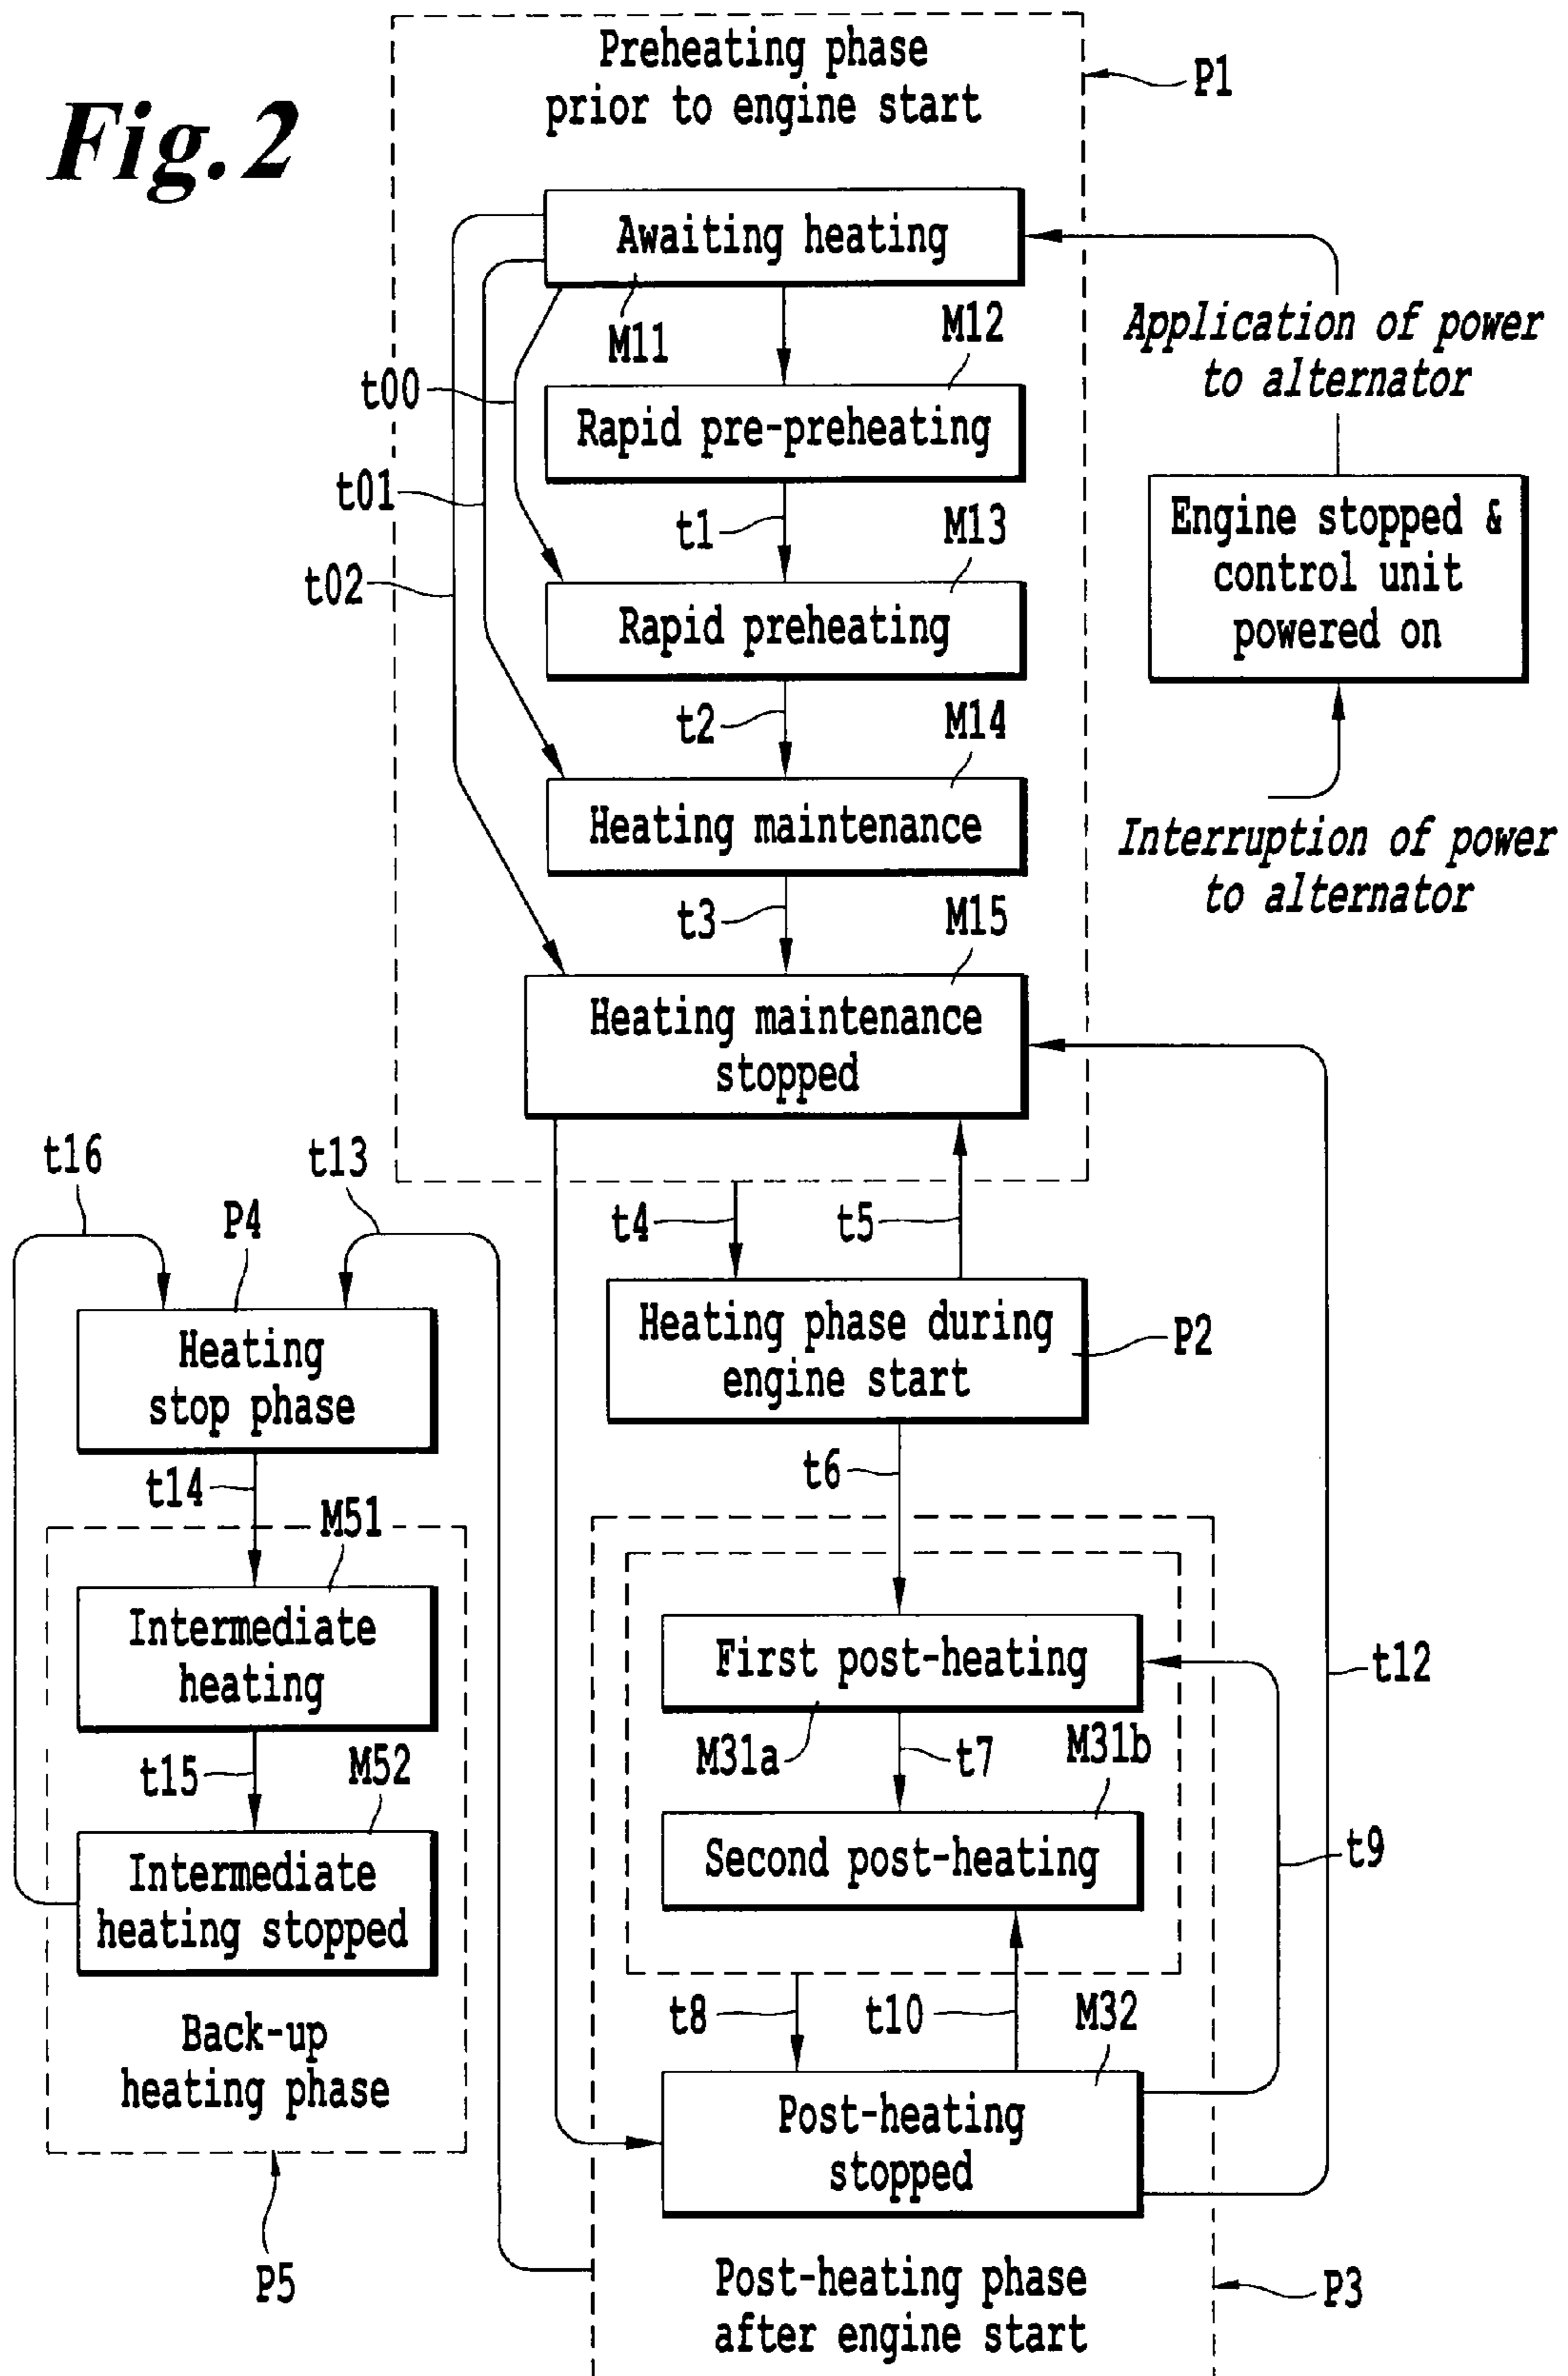 Fig. 2
Preheating phase
prior to engine start
P1
Awaiting heating
M11
M12
Application of power
to alternator
t00
Rapid pre-preheating
t01
t1
M13
Engine stopped &
control unit
powered on
t02
Rapid preheating
t2
M14
Heating maintenance
Interruption of power
to alternator
t3
M15
Heating maintenance
stopped
t16
t13
P4
t4
t5
Heating
stop phase
Heating phase during
engine start
P2
t14
t6
M51
Intermediate
heating
First post-heating
t12
M31a
t7
M31b
t15
M52
Second post-heating
t9
Intermediate
heating stopped
t8
t10
M32
Back-up
heating phase
Post-heating
stopped
P5
Post-heating phase
after engine start
P3